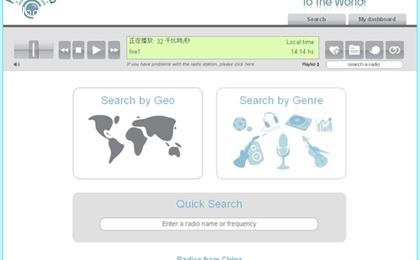 To the World!
Search
My dashboard
正在播放: 32 千比特/秒
Local time
live1
14:14 hs
If you have problems with the radio station, please click here
Playlist
search a radio
Search by Geo
Search by Genre
Quick Search
Enter a radio name or frequency
Radios from China